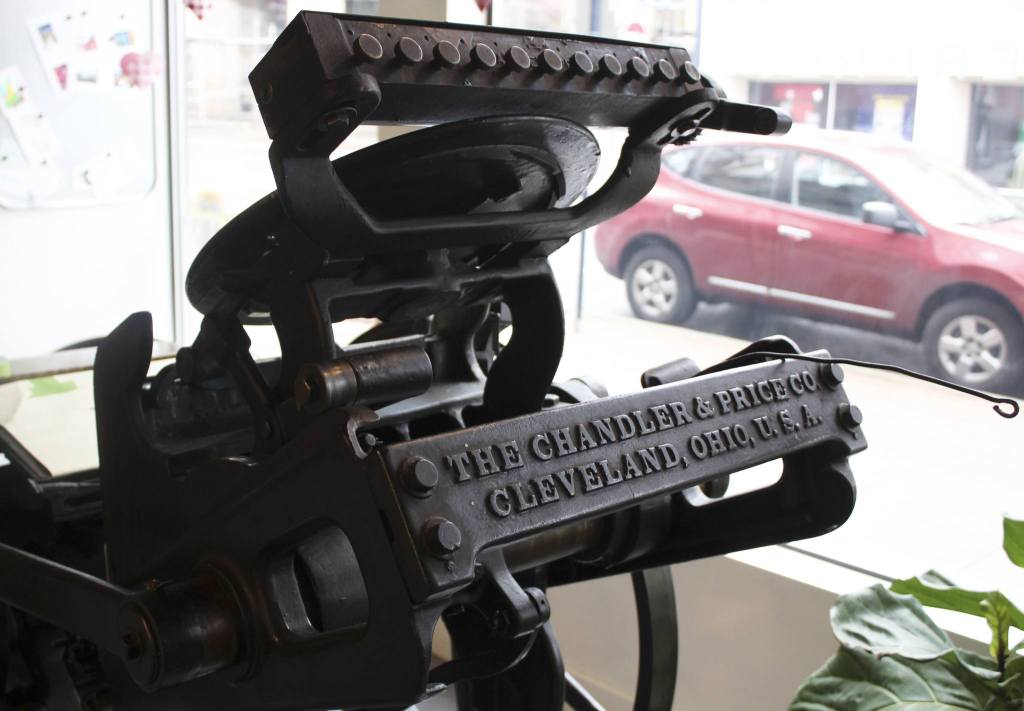 THE CHANDLER & PRICE CO.
CLEVELAND, OHIO, U. S. A.